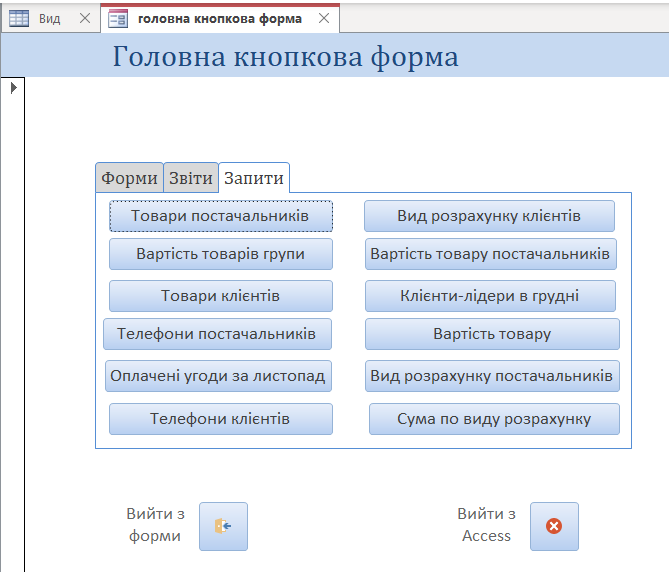 Вид
головна кнопкова форма
Головна кнопкова форма
Форми Звіти Запити
Товари постачальників Вид розрахунку клієнтів
Вартість товарів групи Вартість товару постачальників
Товари клієнтів Клієнти-лідери в грудні
Телефони постачальників Вартість товару
Оплачені угоди за листопад Вид розрахунку постачальників
Телефони клієнтів Сума по виду розрахунку
Вийти з
форми
Вийти з
Access